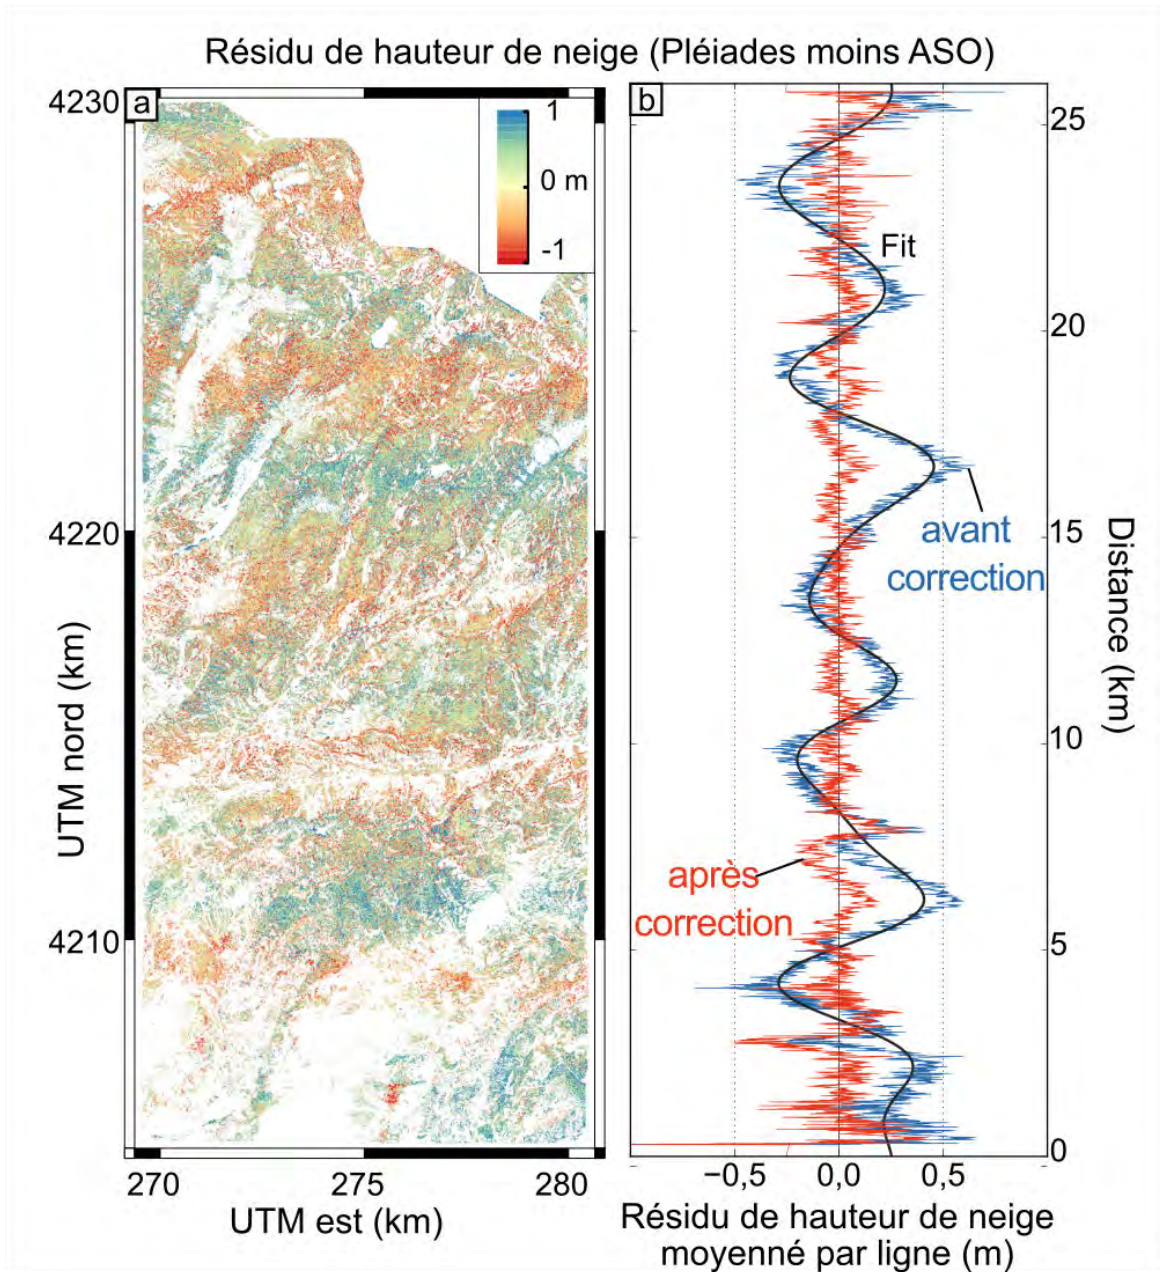 Résidu de hauteur de neige (Pléiades moins ASO)
a
4230
4220
4210
UTM nord (km)
270
275
280
UTM est (km)
1
0 m
-1
b
Fit
avant
correction
après
correction
25
20
15
10
5
0
Distance (km)
−0,5
0,0
0,5
Résidu de hauteur de neige
moyenné par ligne (m)